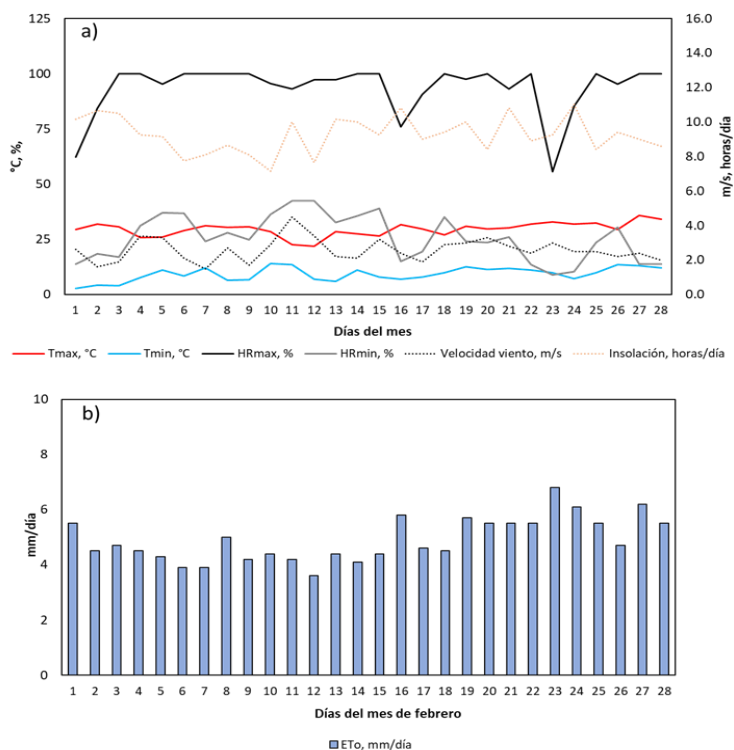 a)
°C, %,
125
100
75
50
25
0
m/s, horas/día
16.0
14.0
12.0
10.0
8.0
6.0
4.0
2.0
0.0
1 2 3 4 5 6 7 8 9 10 11 12 13 14 15 16 17 18 19 20 21 22 23 24 25 26 27 28
Días del mes
Tmax, °C Tmin, °C HRmax, % HRmin, % Velocidad viento, m/s Insolación, horas/día
b)
mm/día
10
8
6
4
2
0
1 2 3 4 5 6 7 8 9 10 11 12 13 14 15 16 17 18 19 20 21 22 23 24 25 26 27 28
Días del mes de febrero
ETo, mm/día